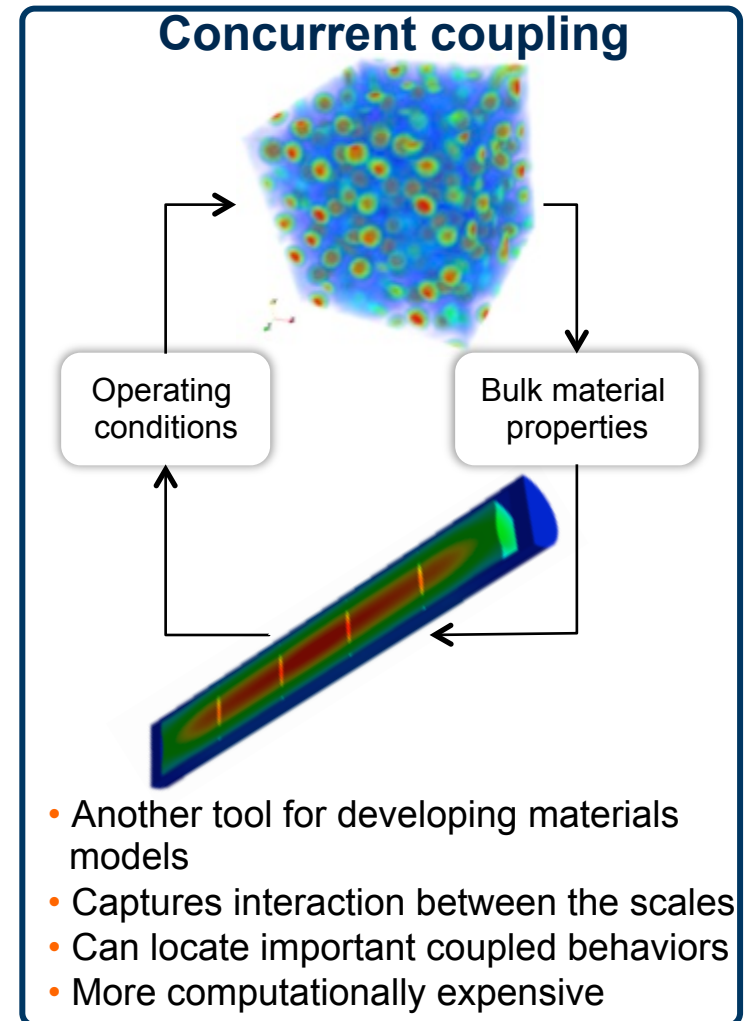 Concurrent coupling
Operating
conditions
Bulk material
properties
• Another tool for developing materials
models
• Captures interaction between the scales
• Can locate important coupled behaviors
• More computationally expensive